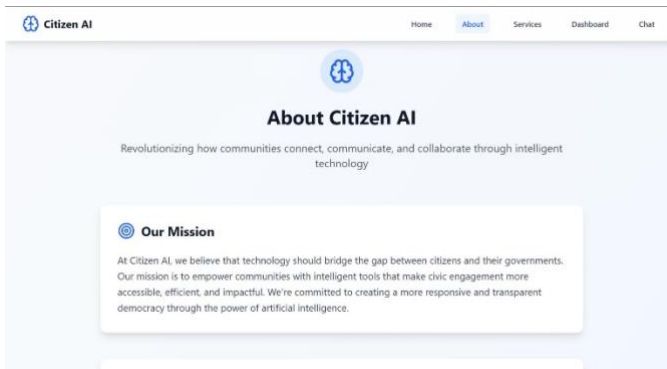 Citizen AI
Home About Services Dashboard Chat
About Citizen AI
Revolutionizing how communities connect, communicate, and collaborate through intelligent
technology
Our Mission
At Citizen AI, we believe that technology should bridge the gap between citizens and their governments.
Our mission is to empower communities with intelligent tools that make civic engagement more
accessible, efficient, and impactful. We're committed to creating a more responsive and transparent
democracy through the power of artificial intelligence.